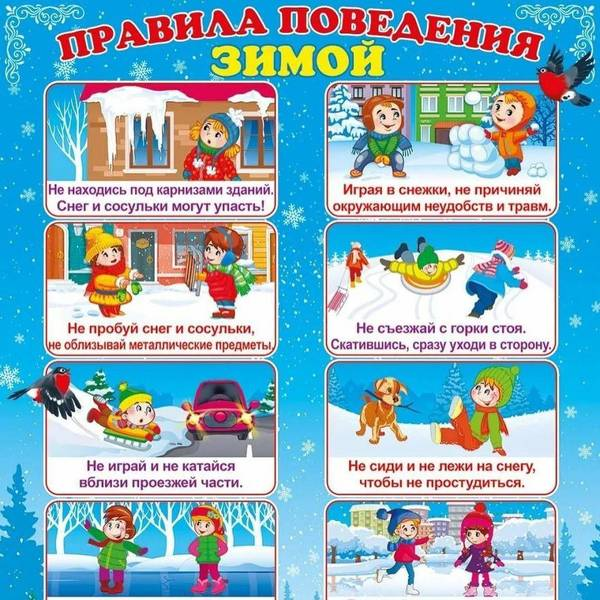 ПРАВИЛА ПОВЕДЕНИЯ
ЗИМОЙ
Не находись под карнизами зданий.
Снег и сосульки могут упасть!
Играя в снежки, не причиняй
окружающим неудобств и травм.
Не пробуй снег и сосульки,
не облизывай металлические предметы.
Не съезжай с горки стоя.
Скатившись, сразу уходи в сторону.
Не играй и не катайся
вблизи проезжей части.
Не сиди и не лежи на снегу,
чтобы не простудиться.